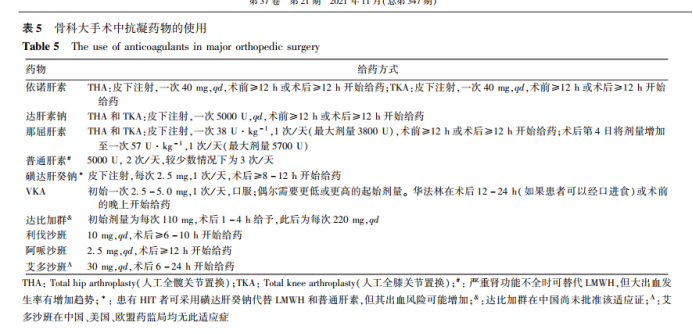 第 37 卷 第 21 期 2021 年 11 月(总第 347 期)
表 5 骨科大手术中抗凝药物的使用
Table 5 The use of anticoagulants in major orthopedic surgery
药物 给药方式
依诺肝素 THA:皮下注射,一次 40 mg,qd,术前≥12 h 或术后≥12 h 开始给药;TKA:皮下注射,一次 40 mg,qd,术前≥12 h 或术后≥12 h 开始
给药
达肝素钠 THA 和 TKA:皮下注射,一次 5000 U,qd,术前≥12 h 或术后≥12 h 开始给药
那屈肝素 THA 和 TKA:皮下注射,一次 38 U·kg⁻¹,1 次/天(最大剂量 3800 U),术前≥12 h 或术后≥12 h 开始给药;术后第 4 日将剂量增加
至一次 57 U·kg⁻¹,1 次/天(最大剂量 5700 U)
普通肝素# 5000 U, 2 次/天,较少数情况下为 3 次/天
磺达肝癸钠* 皮下注射,每次 2.5 mg,1 次/天,术后≥8-12 h 开始给药
VKA 初始一次 2.5-5.0 mg,1 次/天,口服;偶尔需要更低或更高的起始剂量。华法林在术后 12-24 h(如果患者可以经口进食)或术前
的晚上开始给药
达比加群& 初始剂量为每次 110 mg,术后 1-4 h 给予,此后为每次 220 mg,qd
利伐沙班 10 mg,qd,术后≥6-10 h 开始给药
阿哌沙班 2.5 mg,qd,术后≥12 h 开始给药
艾多沙班ᴬ 30 mg,qd,术后 6-24 h 开始给药
THA: Total hip arthroplasty(人工全髋关节置换);TKA: Total knee arthroplasty(人工全膝关节置换);#: 严重肾功能不全时可替代 LMWH,但大出血发
生率有增加趋势;*: 患有 HIT 者可采用磺达肝癸钠代替 LMWH 和普通肝素,但其出血风险可能增加;&:达比加群在中国尚未批准该适应证;ᴬ:艾
多沙班在中国、美国、欧盟药监局均无此适应症